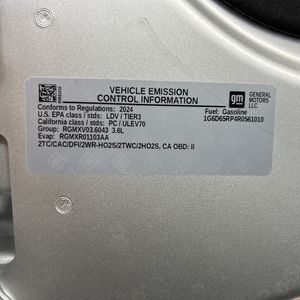 VEHICLE EMISSION
CONTROL INFORMATION
gm GENERAL MOTORS LLC
Conforms to Regulations: 2024
U.S. EPA class / stds: LDV / TIER3
California class / stds: PC / ULEV70
Group: RGMXV03.6043 3.6L
Evap: RGMXR01103AA
2TC/CAC/DFI/2WR-HO2S/2TWC/2HO2S, CA OBD: II
Fuel: Gasoline
1G6D65RP4R0561010